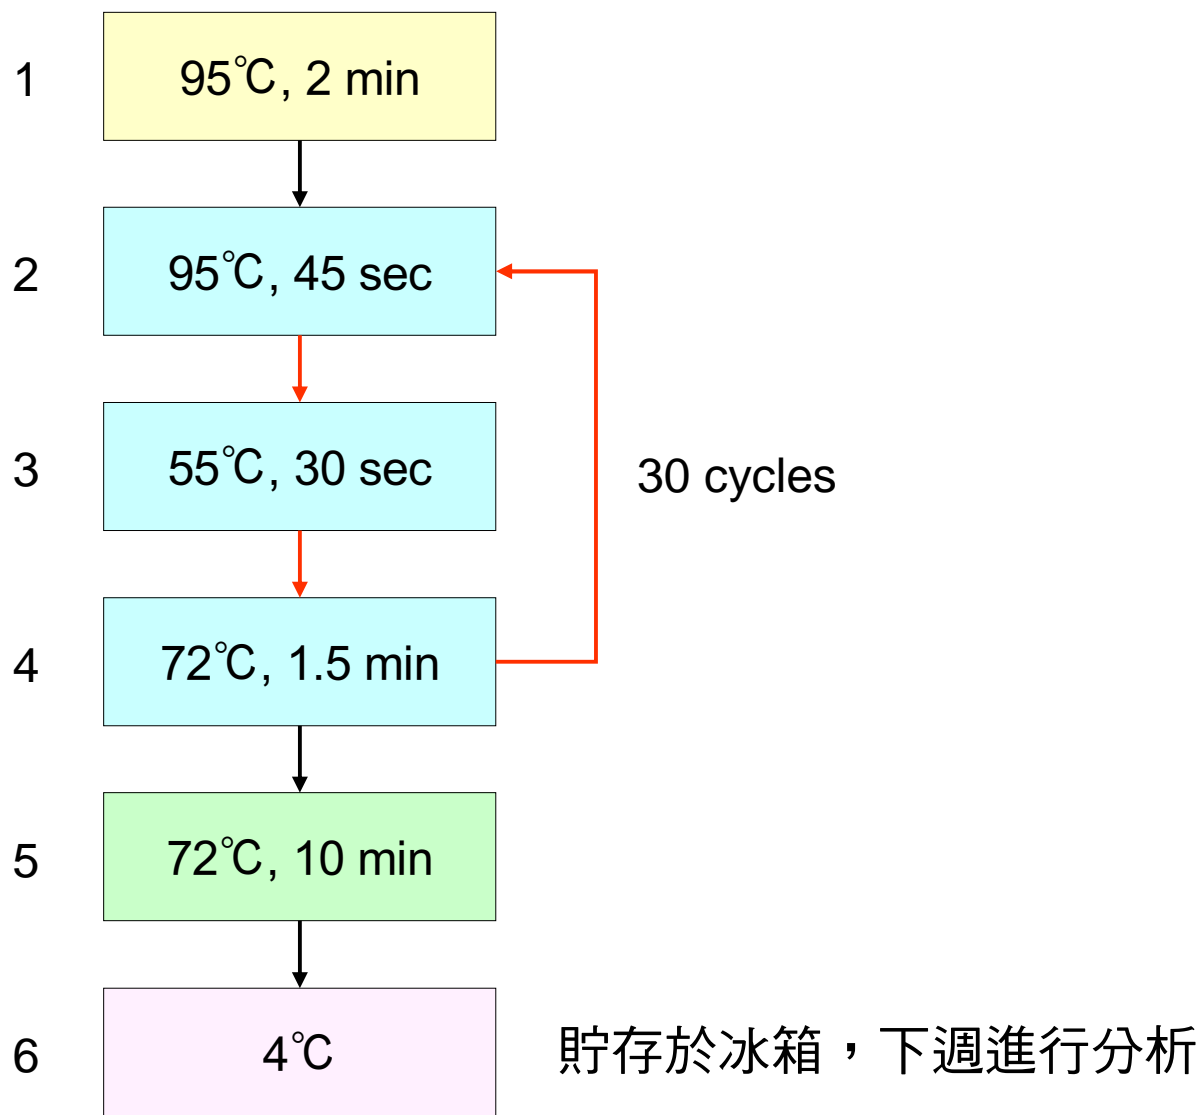 1
95℃, 2 min
2
95℃, 45 sec
3
55℃, 30 sec
30 cycles
4
72℃, 1.5 min
5
72℃, 10 min
6
4℃
貯存於冰箱，下週進行分析